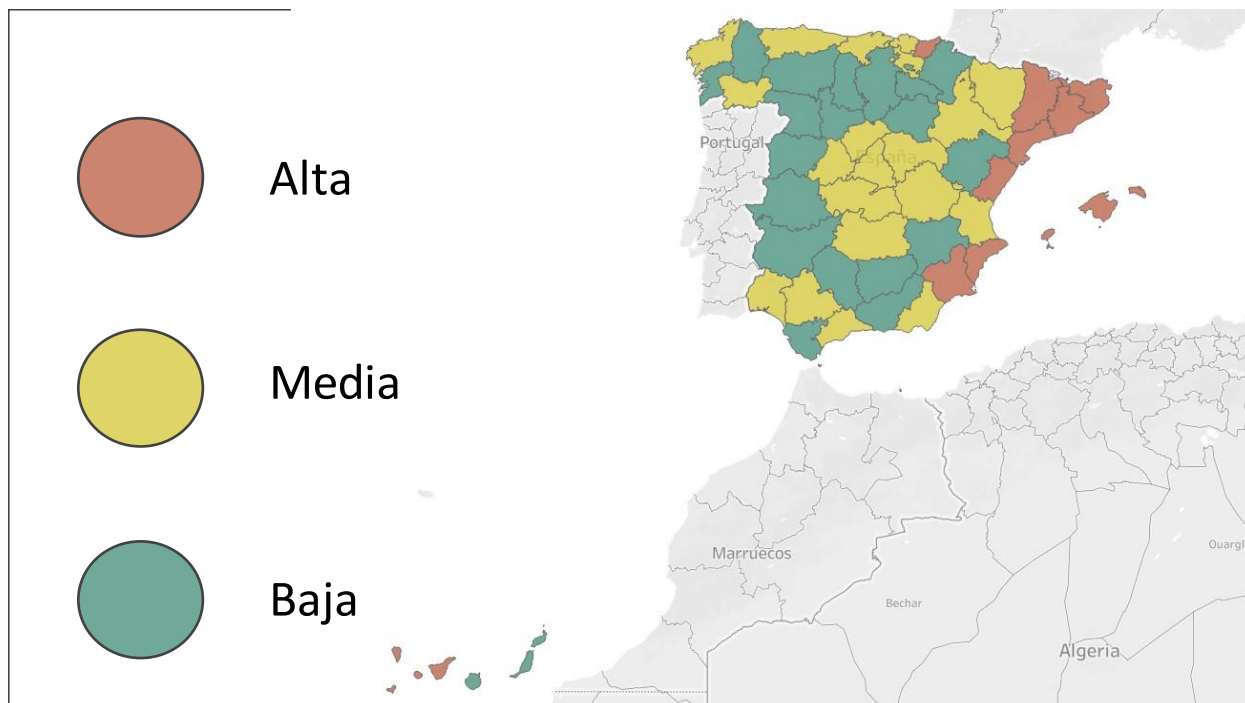 Alta
Media
Baja
Portugal
España
Marruecos
Bechar
Ouargl
Algeria